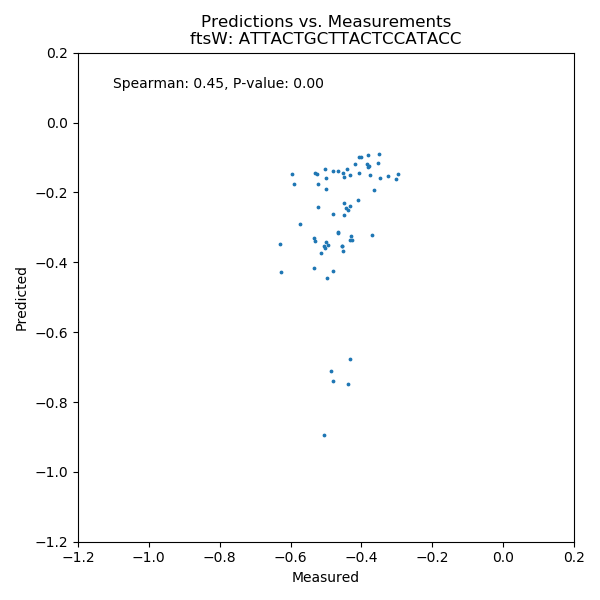 Predictions vs. Measurements
ftsW: ATTACTGCTTACTCCATACC
Spearman: 0.45, P-value: 0.00
0.2
0.0
−0.2
−0.4
−0.6
−0.8
−1.0
−1.2
Predicted
−1.2 −1.0 −0.8 −0.6 −0.4 −0.2 0.0 0.2
Measured